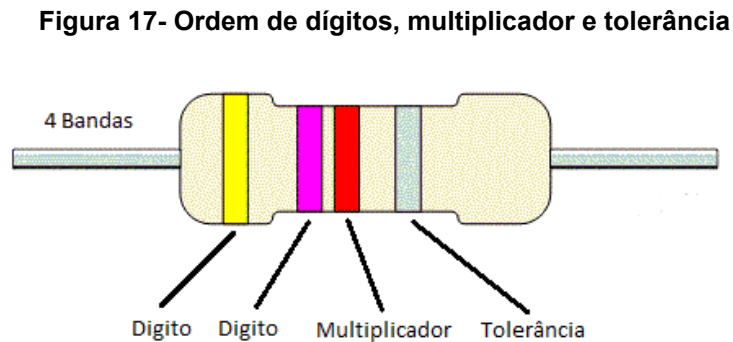 Figura 17- Ordem de dígitos, multiplicador e tolerância
4 Bandas
Digito Digito Multiplicador Tolerância